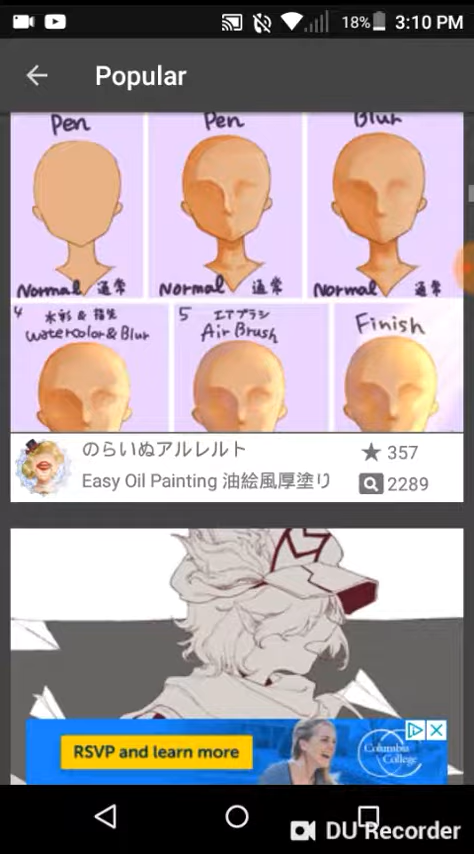 18% 3:10 PM
Popular
Pen
Pen
Blur
Normal 通常
Normal 通常
Normal 通常
4 水彩 & 指先
Watercolor & Blur
5 エアブラシ
Air Brush
Finish
のらいぬアルレルト
357
Easy Oil Painting 油絵風厚塗り
2289
RSVP and learn more
Columbia
College
DU Recorder